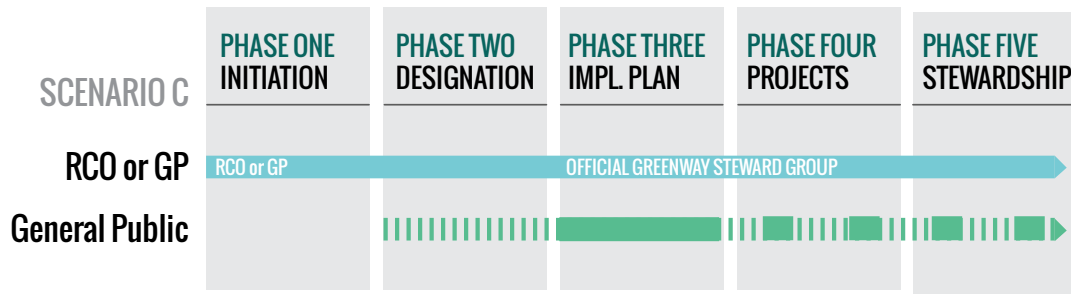 SCENARIO C
PHASE ONE
INITIATION
PHASE TWO
DESIGNATION
PHASE THREE
IMPL. PLAN
PHASE FOUR
PROJECTS
PHASE FIVE
STEWARDSHIP
RCO or GP
RCO or GP
OFFICIAL GREENWAY STEWARD GROUP
General Public